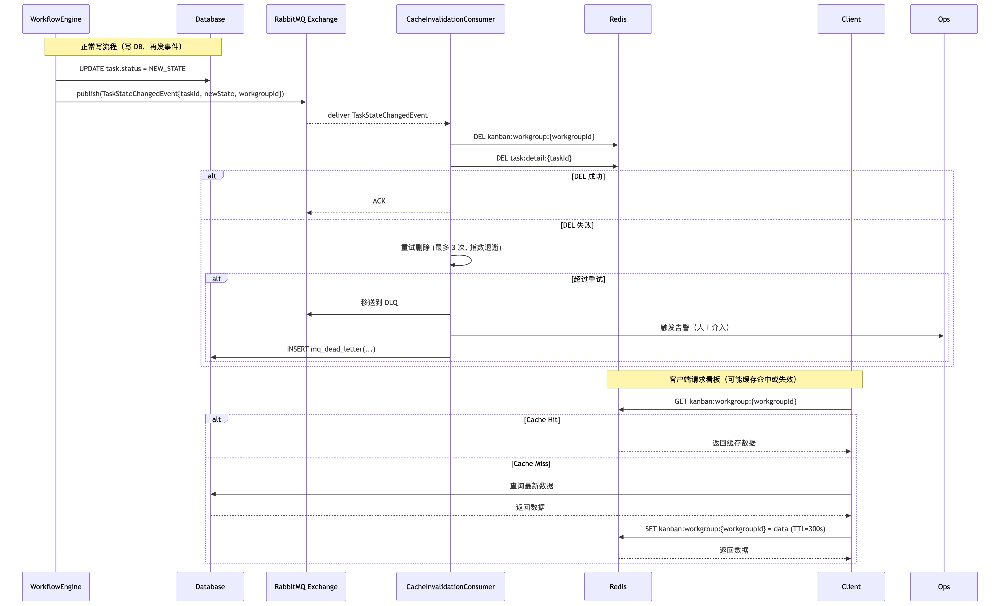 WorkflowEngine
Database
RabbitMQ Exchange
CacheInvalidationConsumer
Redis
Client
Ops
正常写流程（写 DB，再发事件）
UPDATE task.status = NEW_STATE
publish(TaskStateChangedEvent{taskId, newState, workgroupId})
deliver TaskStateChangedEvent
DEL kanban:workgroup:{workgroupId}
DEL task:detail:{taskId}
alt
[DEL 成功]
ACK
[DEL 失败]
重试删除 (最多 3 次, 指数退避)
alt
[超过重试]
移送到 DLQ
触发告警（人工介入）
INSERT mq_dead_letter(...)
客户端请求看板（可能缓存命中或失效）
GET kanban:workgroup:{workgroupId}
alt
[Cache Hit]
返回缓存数据
[Cache Miss]
查询最新数据
返回数据
SET kanban:workgroup:{workgroupId} = data (TTL=300s)
返回数据
WorkflowEngine
Database
RabbitMQ Exchange
CacheInvalidationConsumer
Redis
Client
Ops